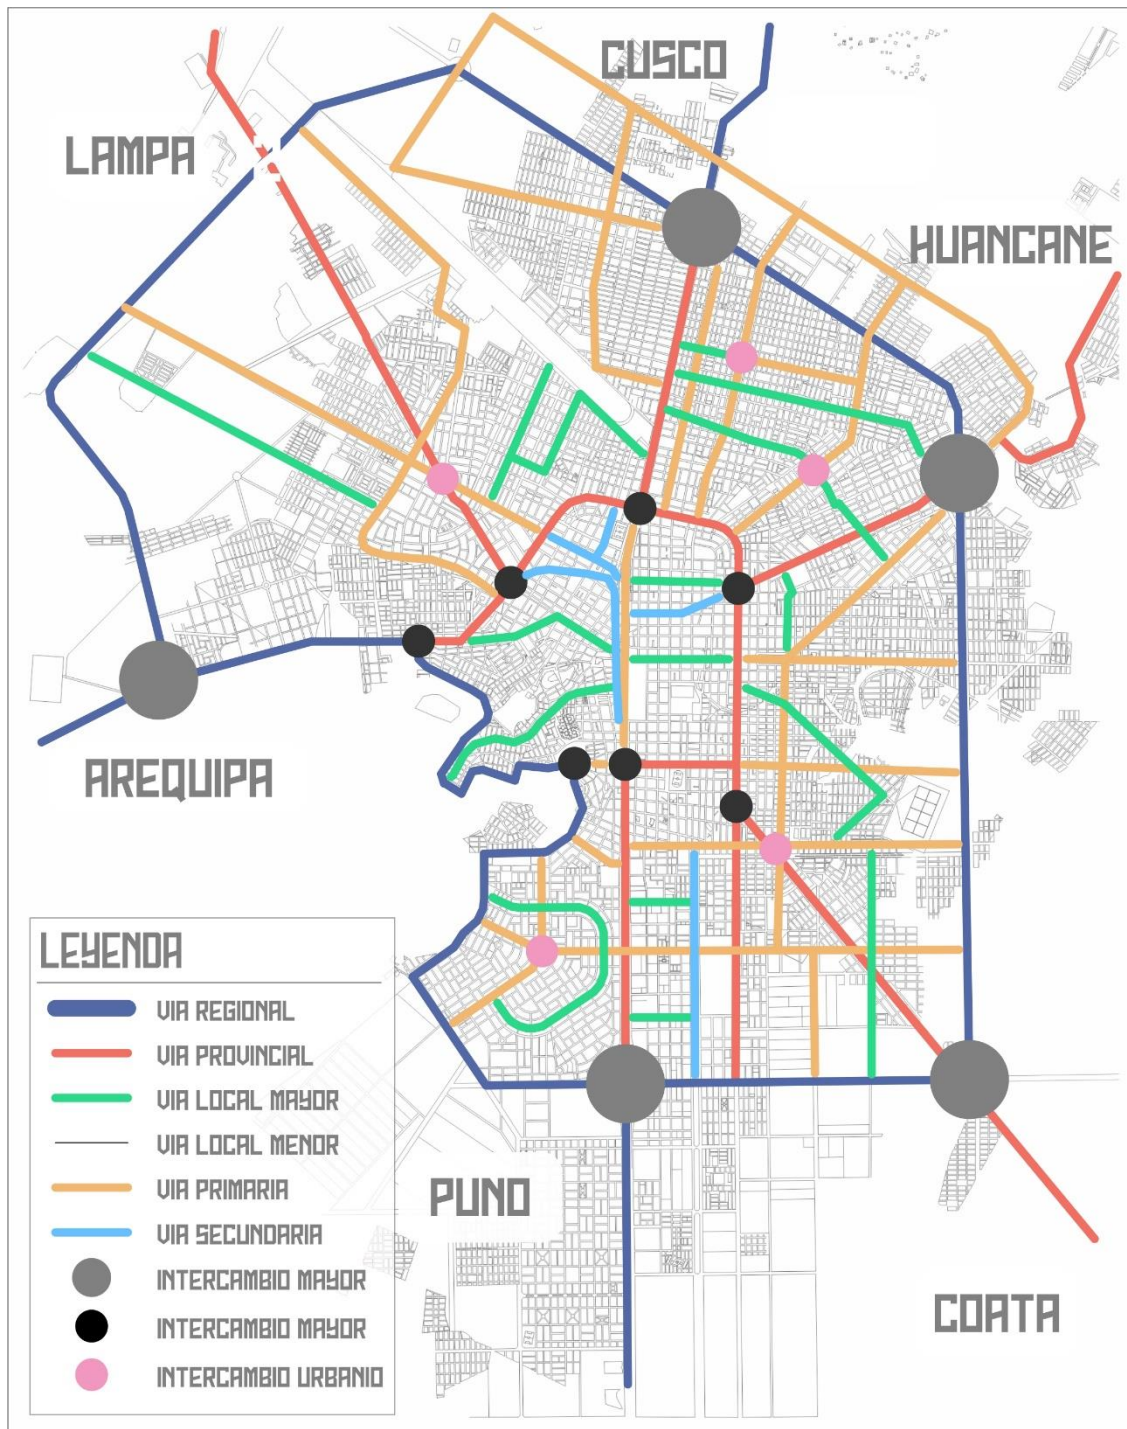 CUSCO
LAMPA
HUANCANE
AREQUIPA
LEYENDA
VIA REGIONAL
VIA PROVINCIAL
VIA LOCAL MAYOR
VIA LOCAL MENOR
VIA PRIMARIA
VIA SECUNDARIA
INTERCAMBIO MAYOR
INTERCAMBIO MAYOR
INTERCAMBIO URBANIO
PUNO
COATA